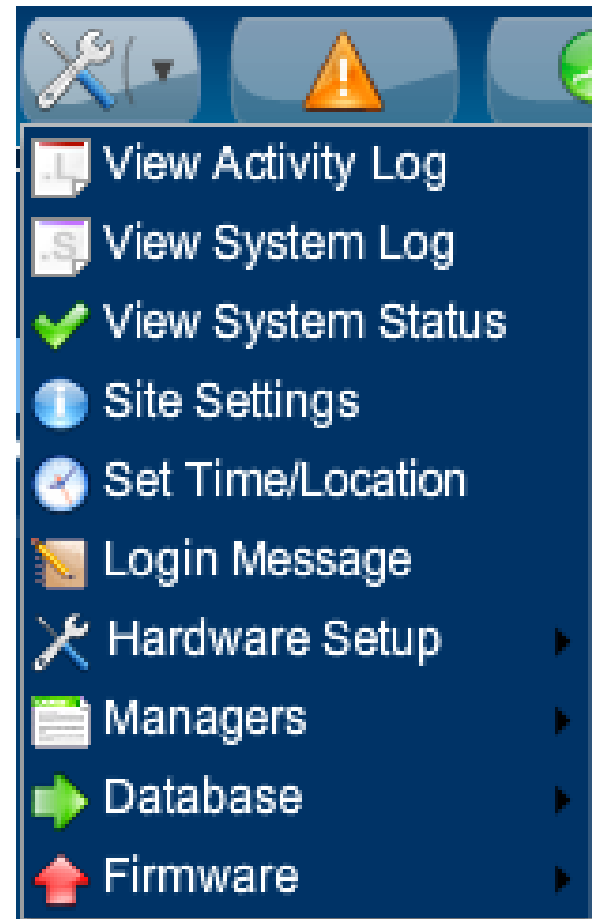 View Activity Log
View System Log
View System Status
Site Settings
Set Time/Location
Login Message
Hardware Setup
Managers
Database
Firmware